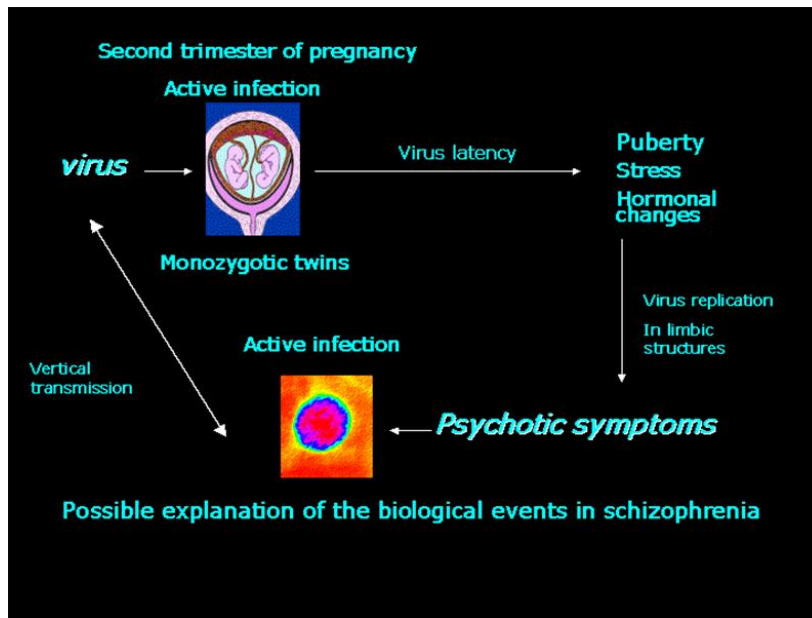 Second trimester of pregnancy
Active infection
virus
Virus latency
Puberty
Stress
Hormonal
changes
Monozygotic twins
Virus replication
In limbic
structures
Active infection
Vertical
transmission
Psychotic symptoms
Possible explanation of the biological events in schizophrenia